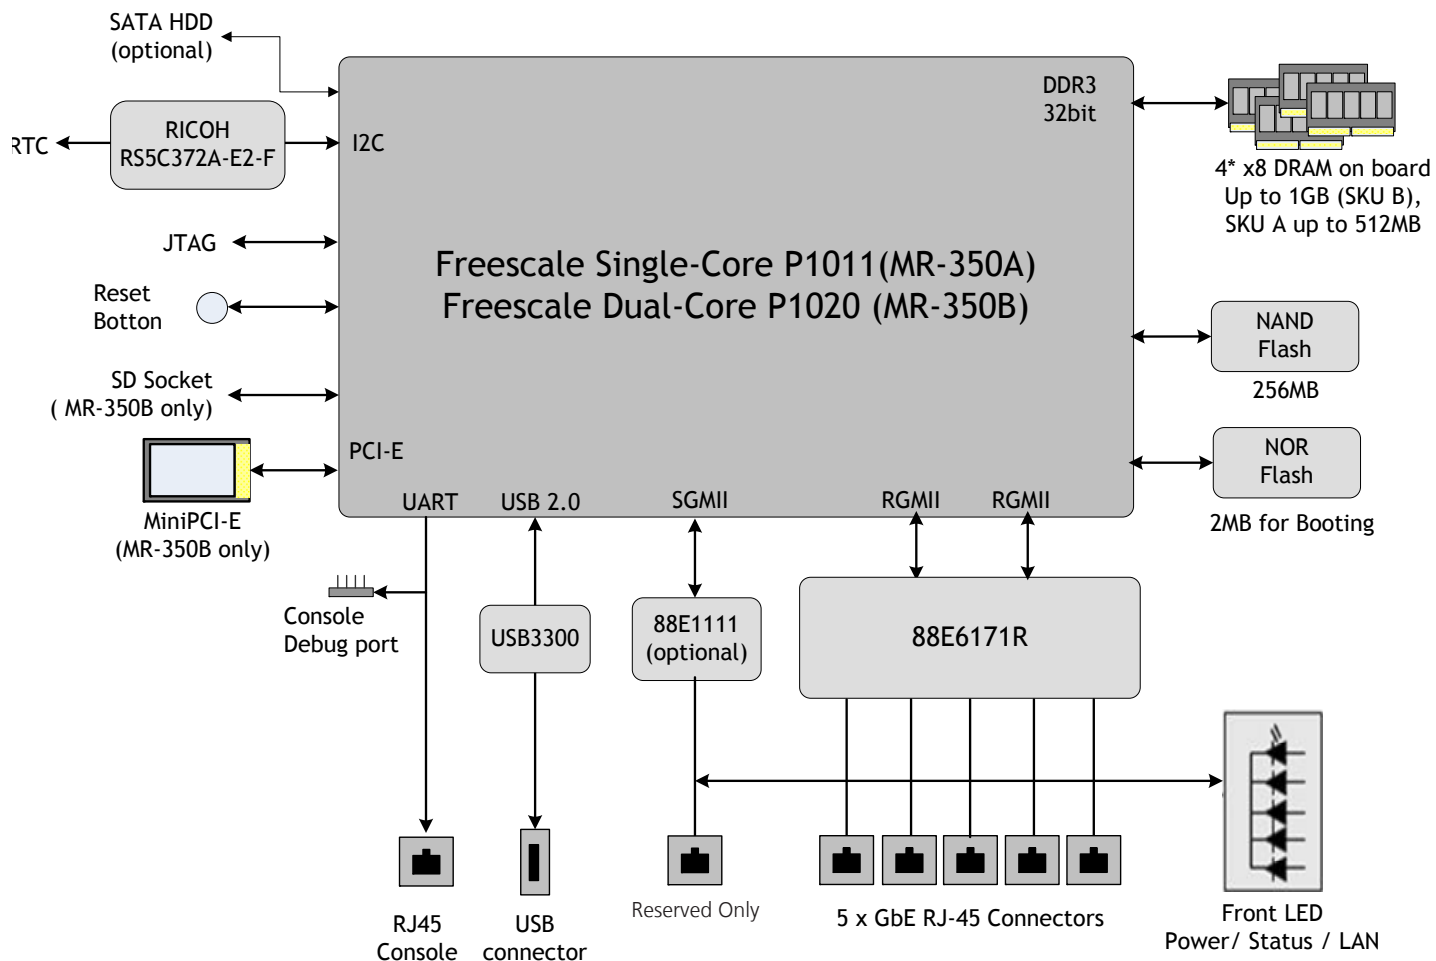 SATA HDD
(optional)
RICOH
RS5C372A-E2-F
RTC
I2C
JTAG
Reset
Botton
SD Socket
( MR-350B only)
PCI-E
MiniPCI-E
(MR-350B only)
DDR3
32bit
4* x8 DRAM on board
Up to 1GB (SKU B),
SKU A up to 512MB
Freescale Single-Core P1011(MR-350A)
Freescale Dual-Core P1020 (MR-350B)
NAND
Flash
256MB
NOR
Flash
2MB for Booting
UART
USB 2.0
SGMII
RGMII
RGMII
Console
Debug port
USB3300
88E1111
(optional)
88E6171R
RJ45
Console
USB
connector
Reserved Only
5 x GbE RJ-45 Connectors
Front LED
Power/ Status / LAN